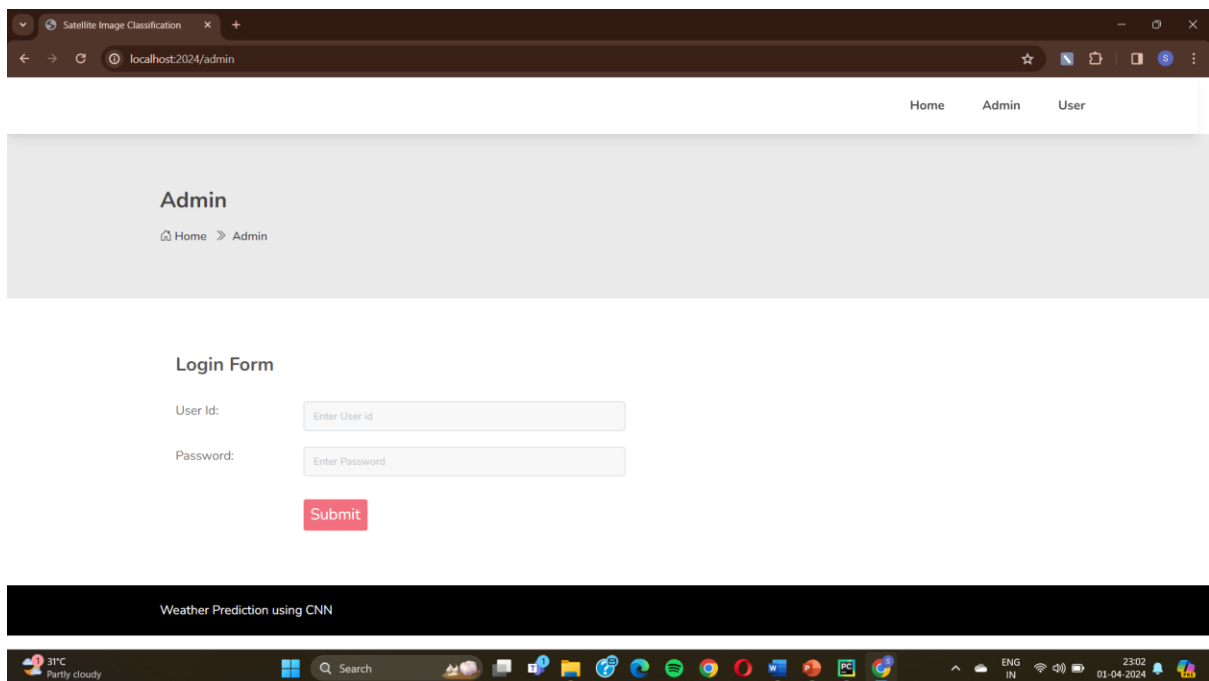 Satellite Image Classification
localhost:2024/admin
S
Home Admin User
Admin
Home Admin
Login Form
User Id: Enter User id
Password: Enter Password
Submit
Weather Prediction using CNN
1 31°C
Partly cloudy
Search
ENG
IN
23:02
01-04-2024